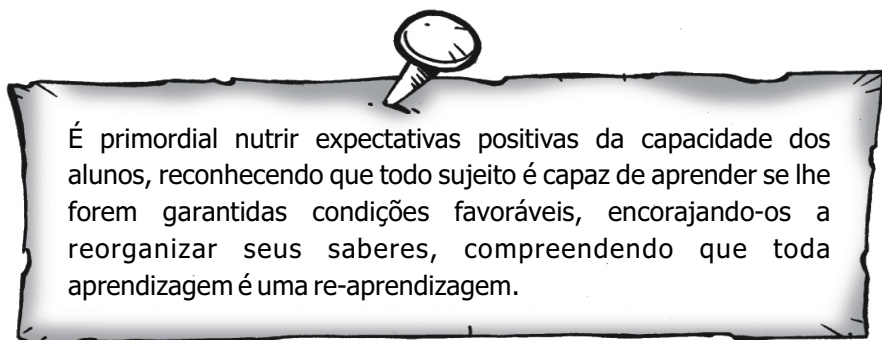 É primordial nutrir expectativas positivas da capacidade dos
alunos, reconhecendo que todo sujeito é capaz de aprender se lhe
forem garantidas condições favoráveis, encorajando-os a
reorganizar seus saberes, compreendendo que toda
aprendizagem é uma re-aprendizagem.